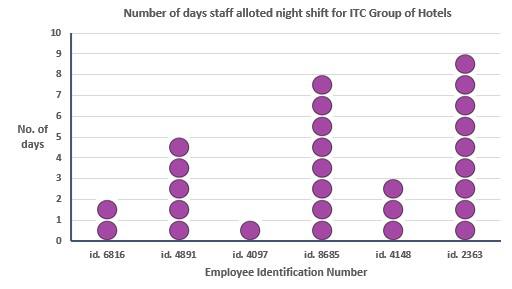 Number of days staff alloted night shift for ITC Group of Hotels
10
9
8
7
6
5
4
3
2
1
0
No. of
days
id. 6816 id. 4891 id. 4097 id. 8685 id. 4148 id. 2363
Employee Identification Number